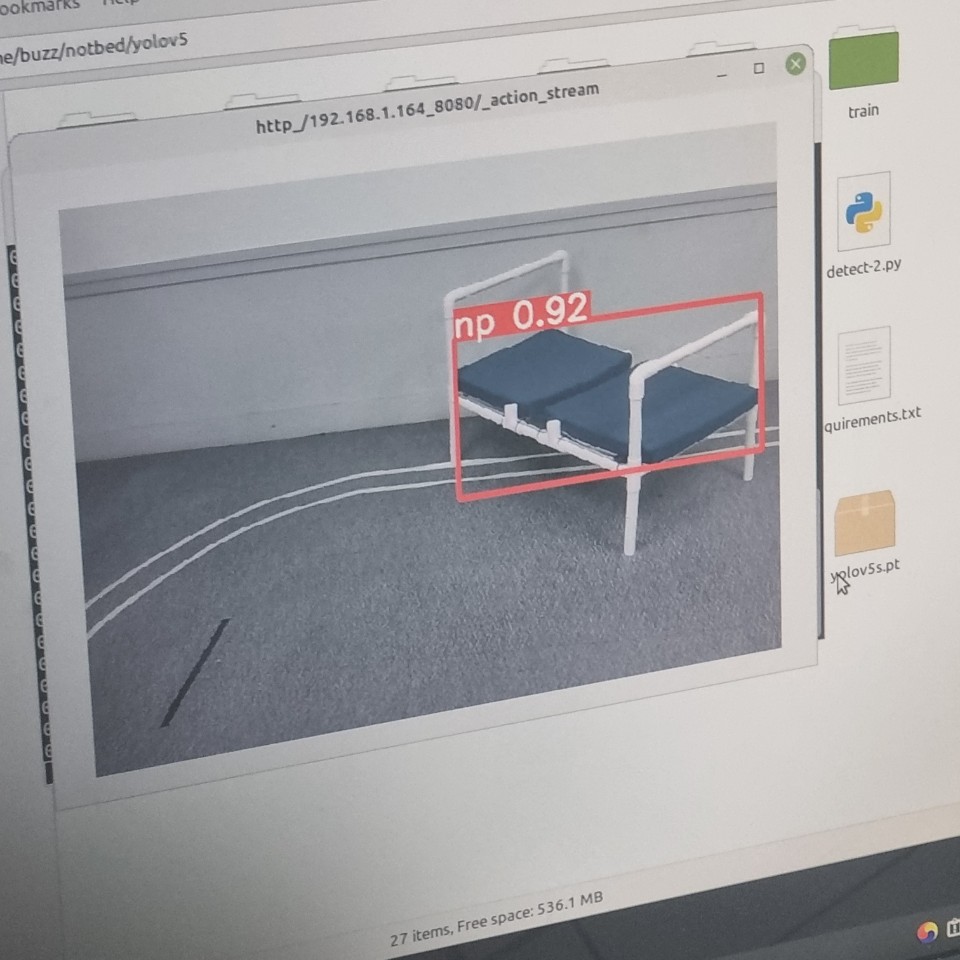 ookmarks
ne/buzz/notbed/yolov5
http_/192.168.1.164_8080/_action_stream
train
np 0.92
detect-2.py
quirements.txt
yolov5s.pt
27 items, Free space: 536.1 MB